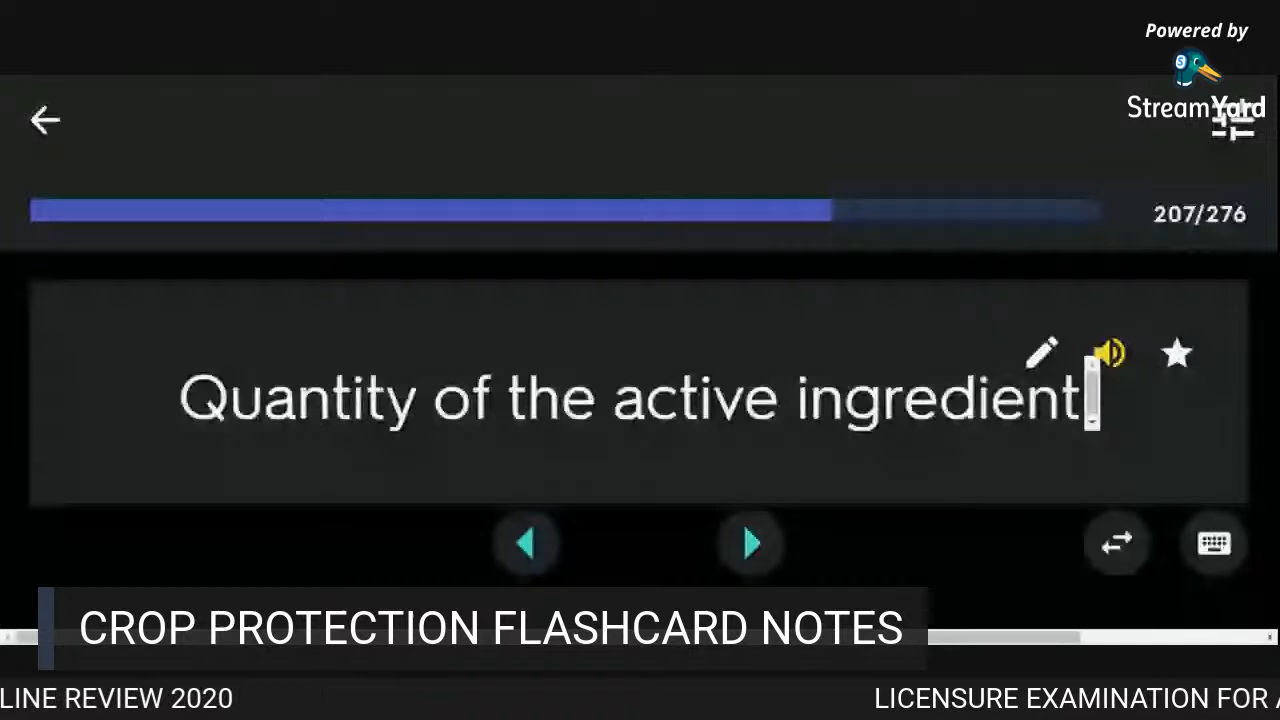 Powered by
StreamYard
207/276
Quantity of the active ingredient
CROP PROTECTION FLASHCARD NOTES
LINE REVIEW 2020
LICENSURE EXAMINATION FOR